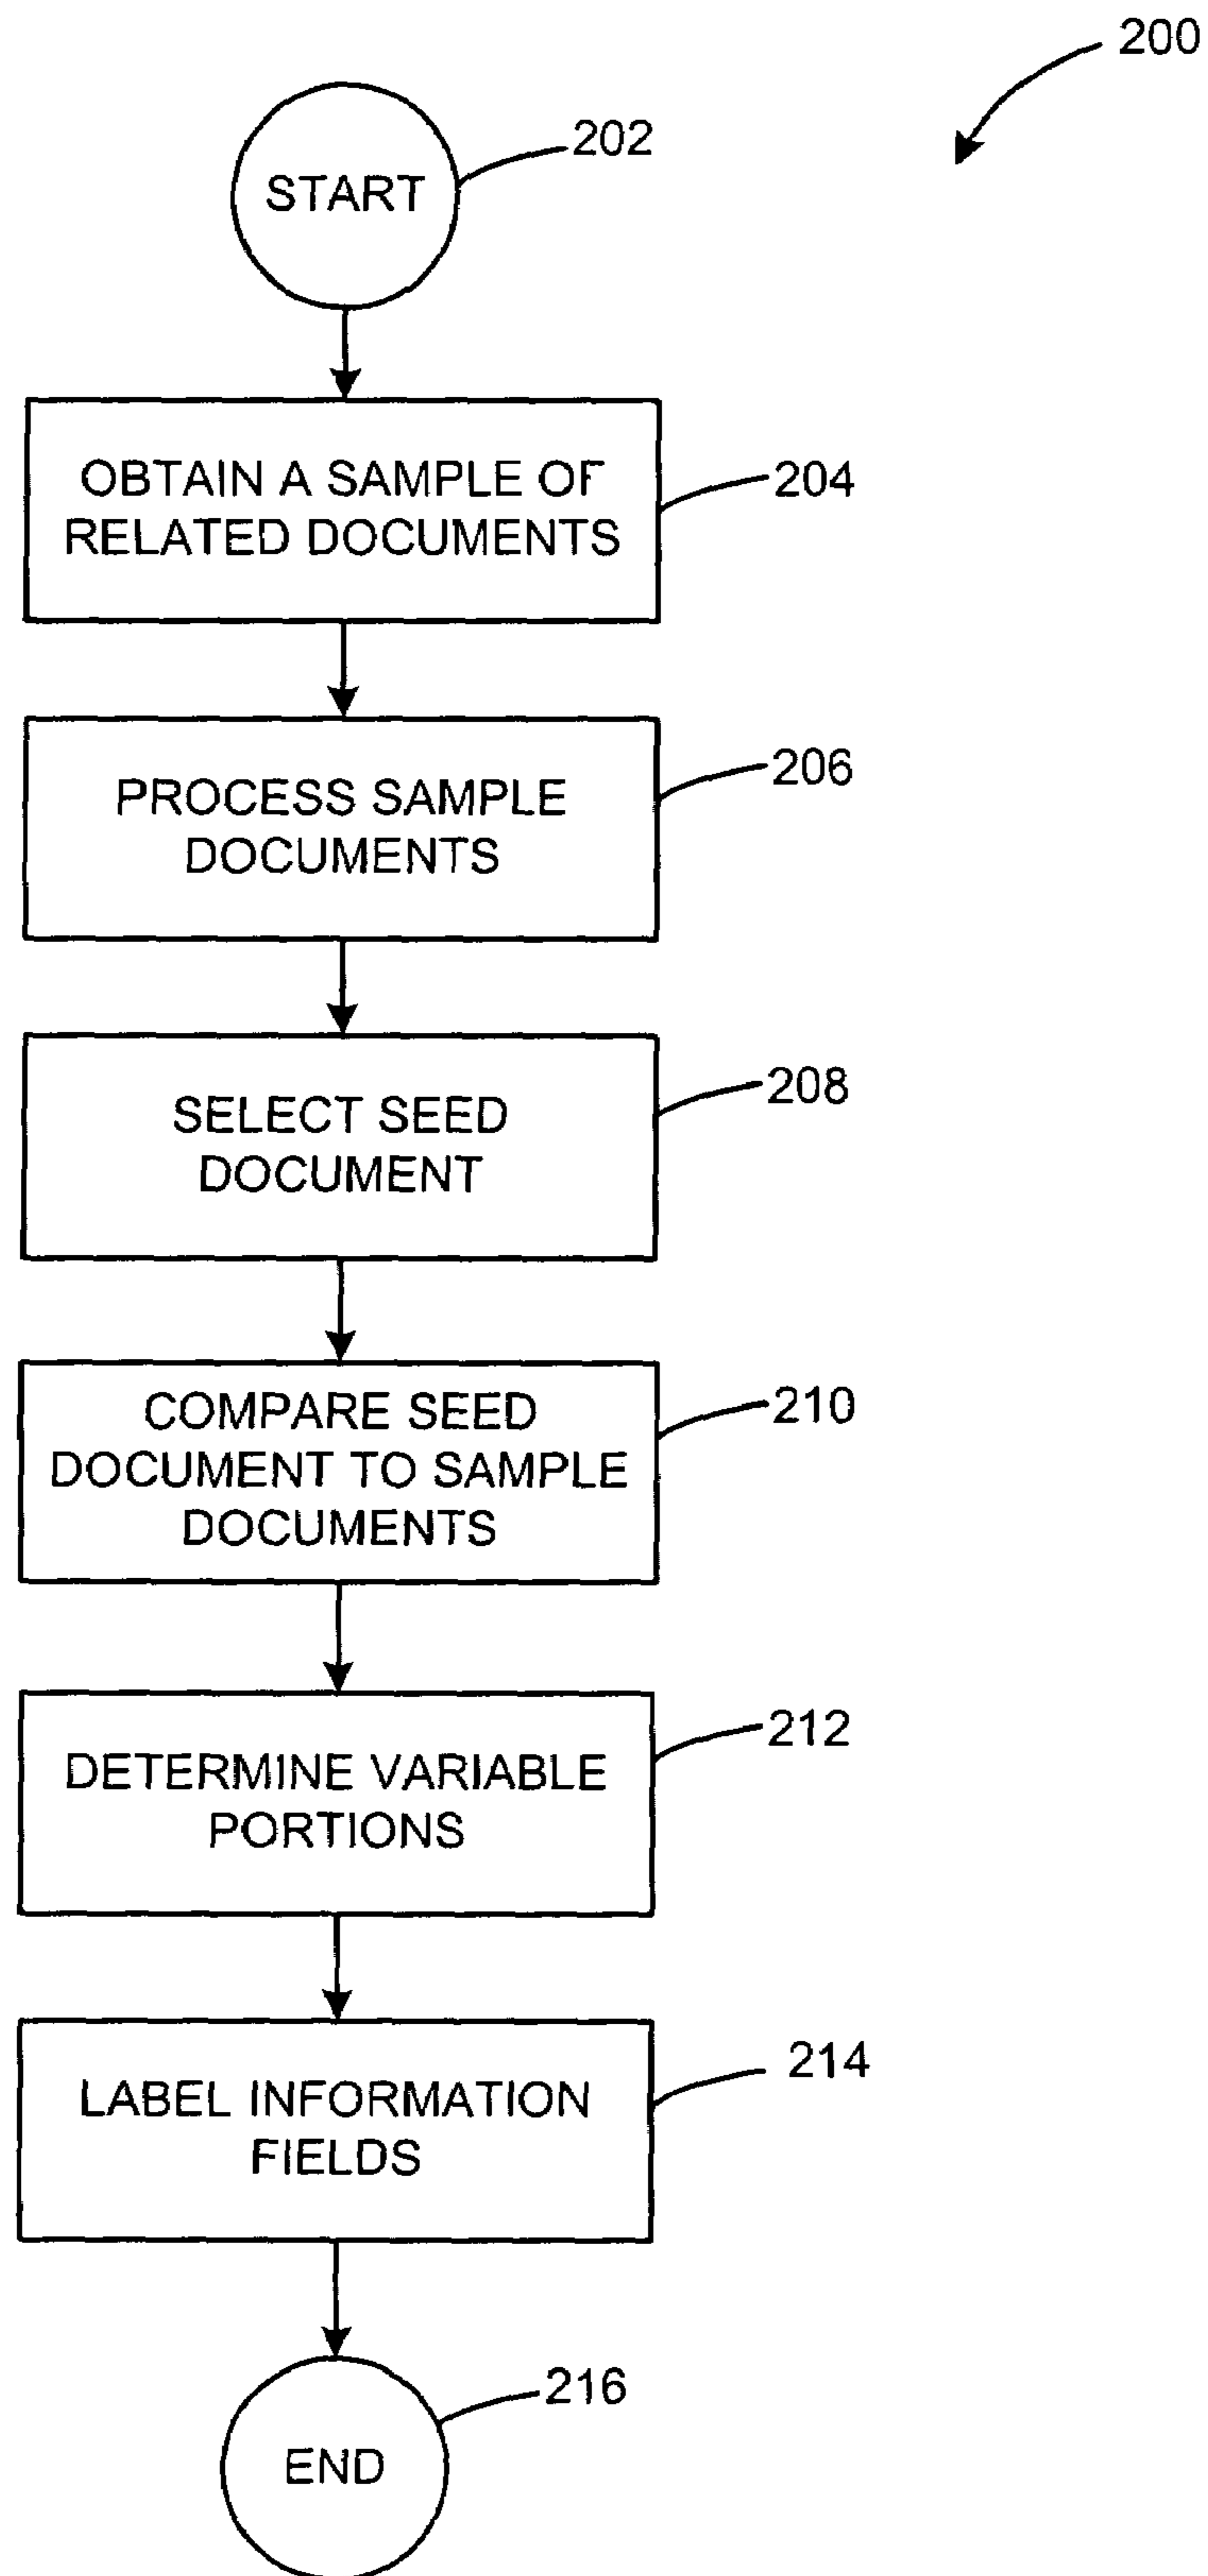 200
202
START
OBTAIN A SAMPLE OF
RELATED DOCUMENTS
204
PROCESS SAMPLE
DOCUMENTS
206
SELECT SEED
DOCUMENT
208
COMPARE SEED
DOCUMENT TO SAMPLE
DOCUMENTS
210
DETERMINE VARIABLE
PORTIONS
212
LABEL INFORMATION
FIELDS
214
216
END